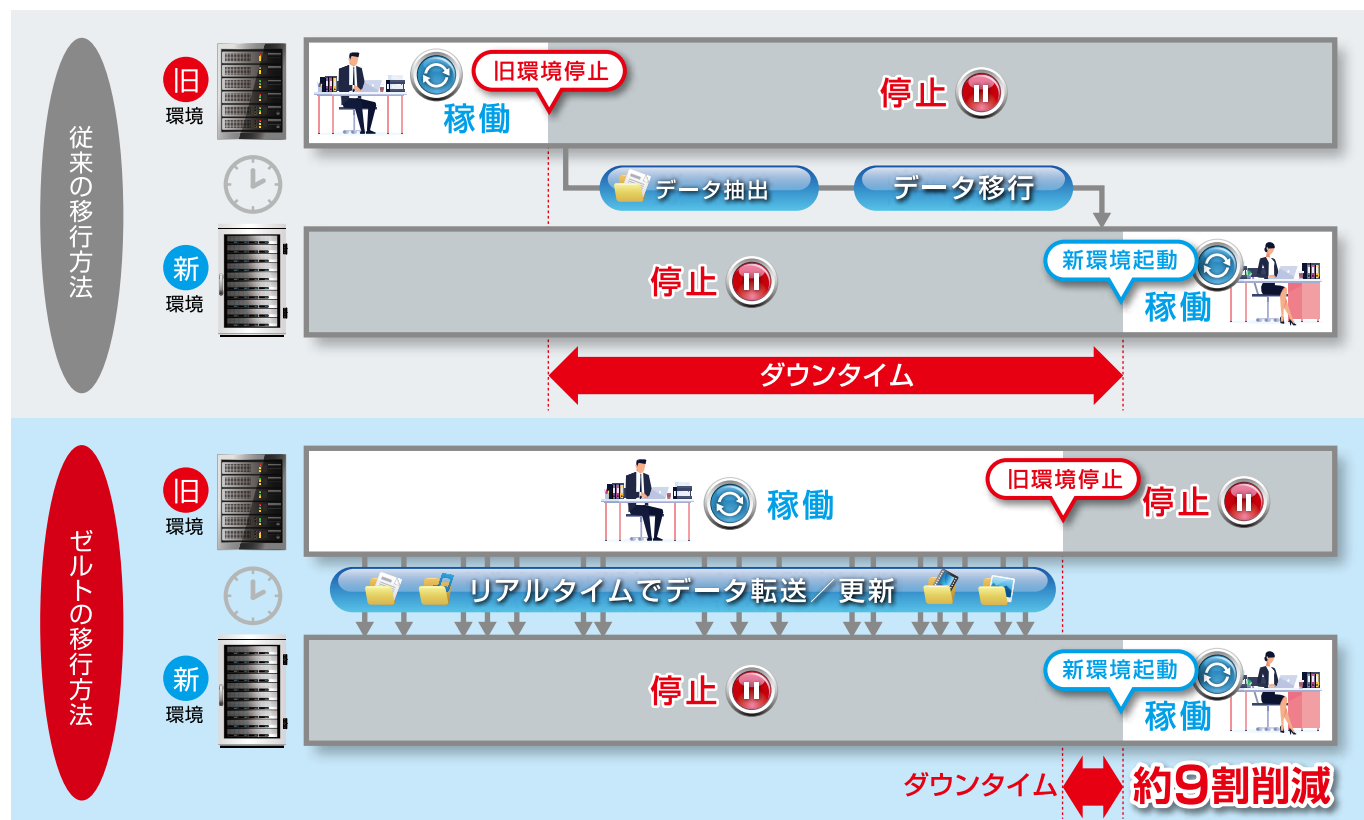 従来の移行方法
旧
環境
稼働
旧環境停止
停止
データ抽出
データ移行
新
環境
停止
新環境起動
稼働
ダウンタイム
ゼルトの移行方法
旧
環境
稼働
旧環境停止
停止
リアルタイムでデータ転送／更新
新
環境
停止
新環境起動
稼働
ダウンタイム
約9割削減